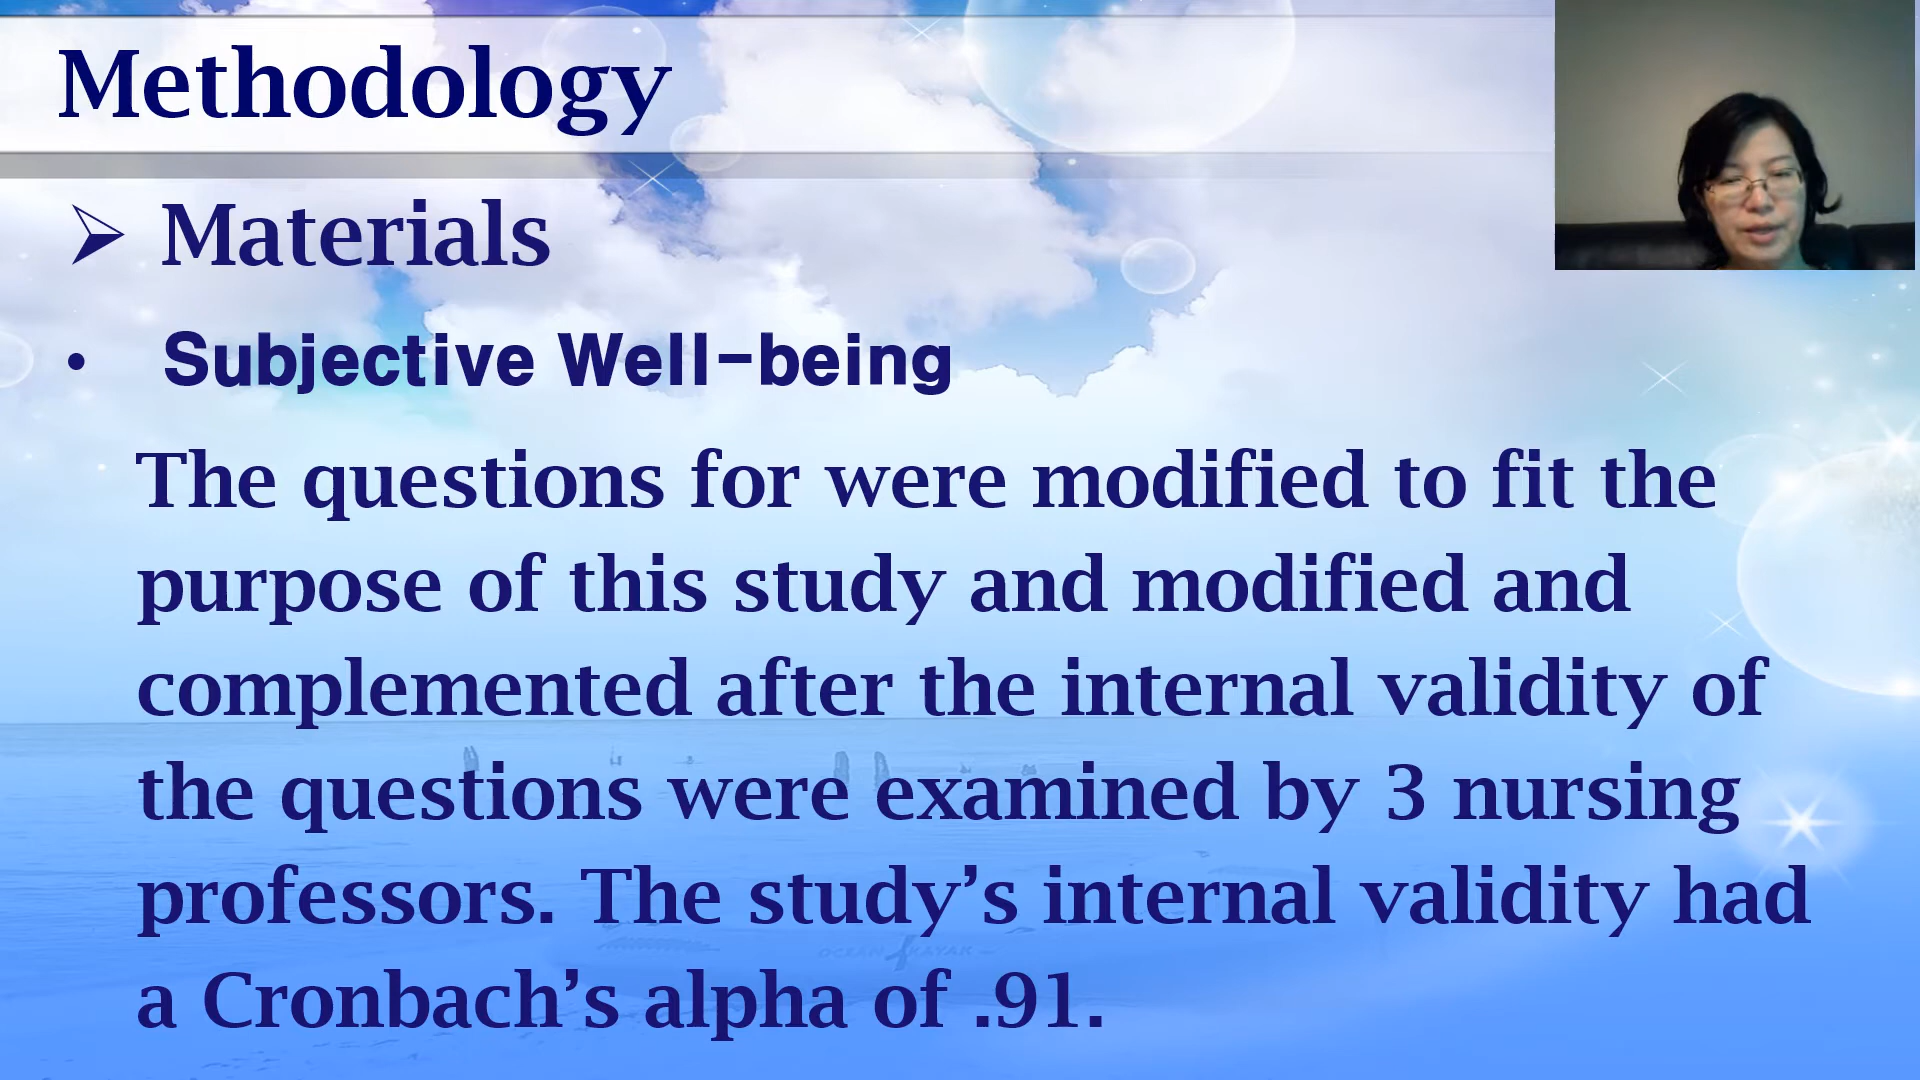 Methodology
➢ Materials
• Subjective Well-being
The questions for were modified to fit the
purpose of this study and modified and
complemented after the internal validity of
the questions were examined by 3 nursing
professors. The study’s internal validity had
a Cronbach’s alpha of .91.
OCEAN KAYAK